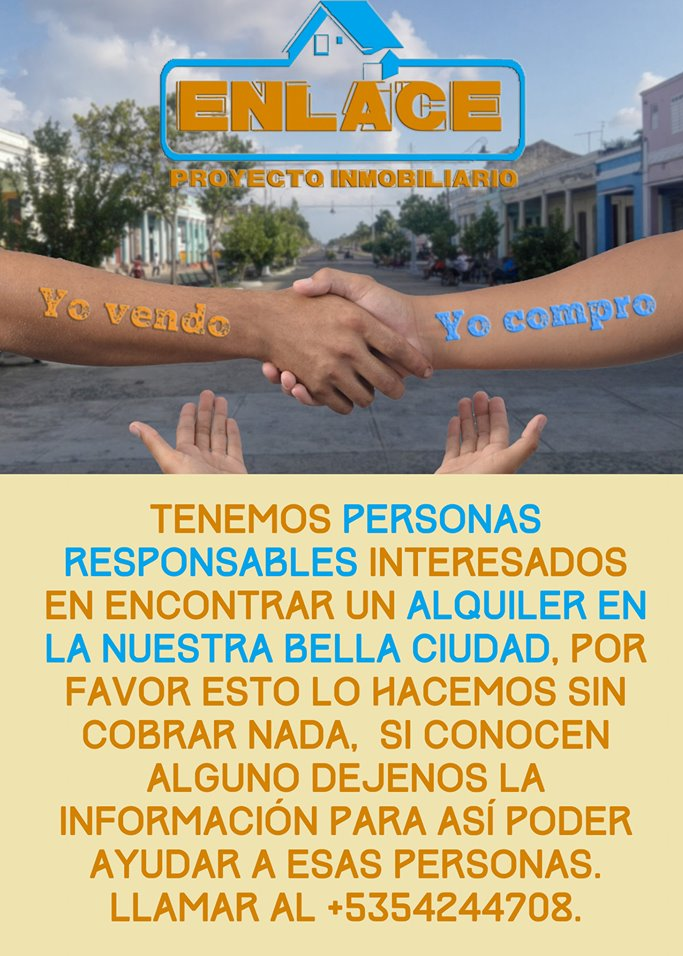 ENLACE
PROYECTO INMOBILIARIO
Yo vendo
Yo compro
TENEMOS PERSONAS
RESPONSABLES INTERESADOS
EN ENCONTRAR UN ALQUILER EN
LA NUESTRA BELLA CIUDAD, POR
FAVOR ESTO LO HACEMOS SIN
COBRAR NADA, SI CONOCEN
ALGUNO DEJENOS LA
INFORMACIÓN PARA ASÍ PODER
AYUDAR A ESAS PERSONAS.
LLAMAR AL +5354244708.